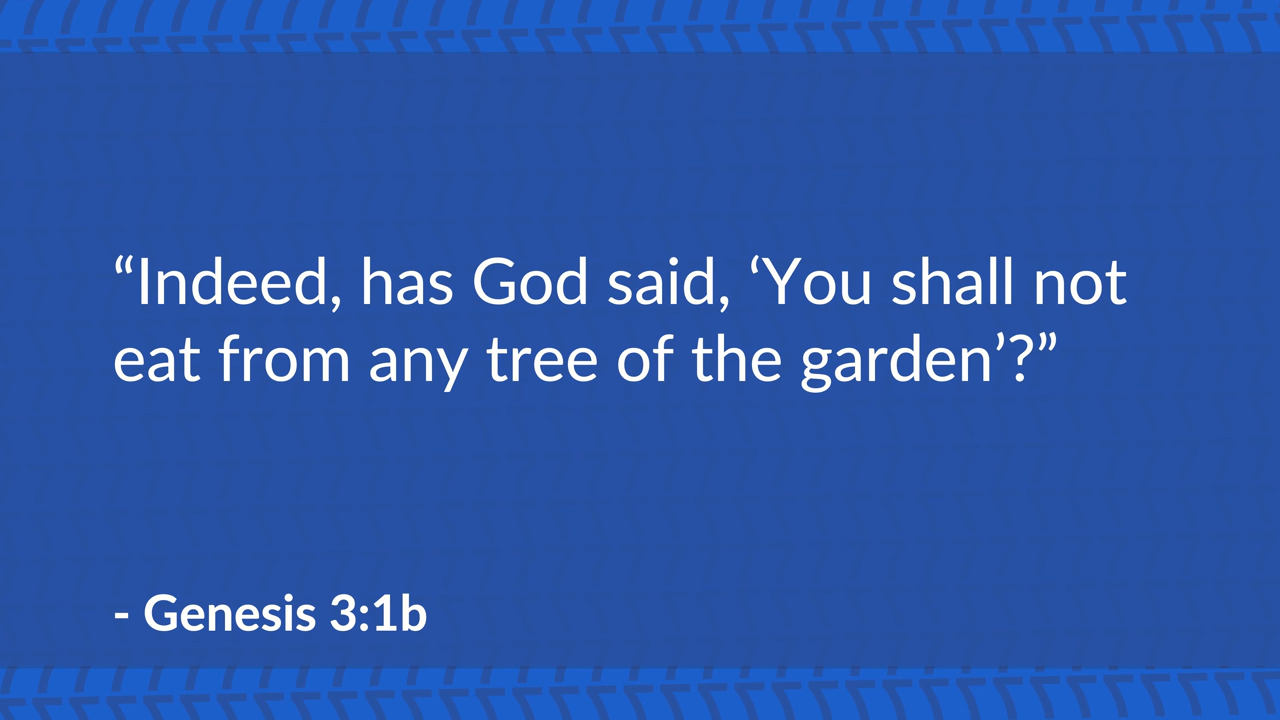 “Indeed, has God said, ‘You shall not
eat from any tree of the garden’?”
- Genesis 3:1b